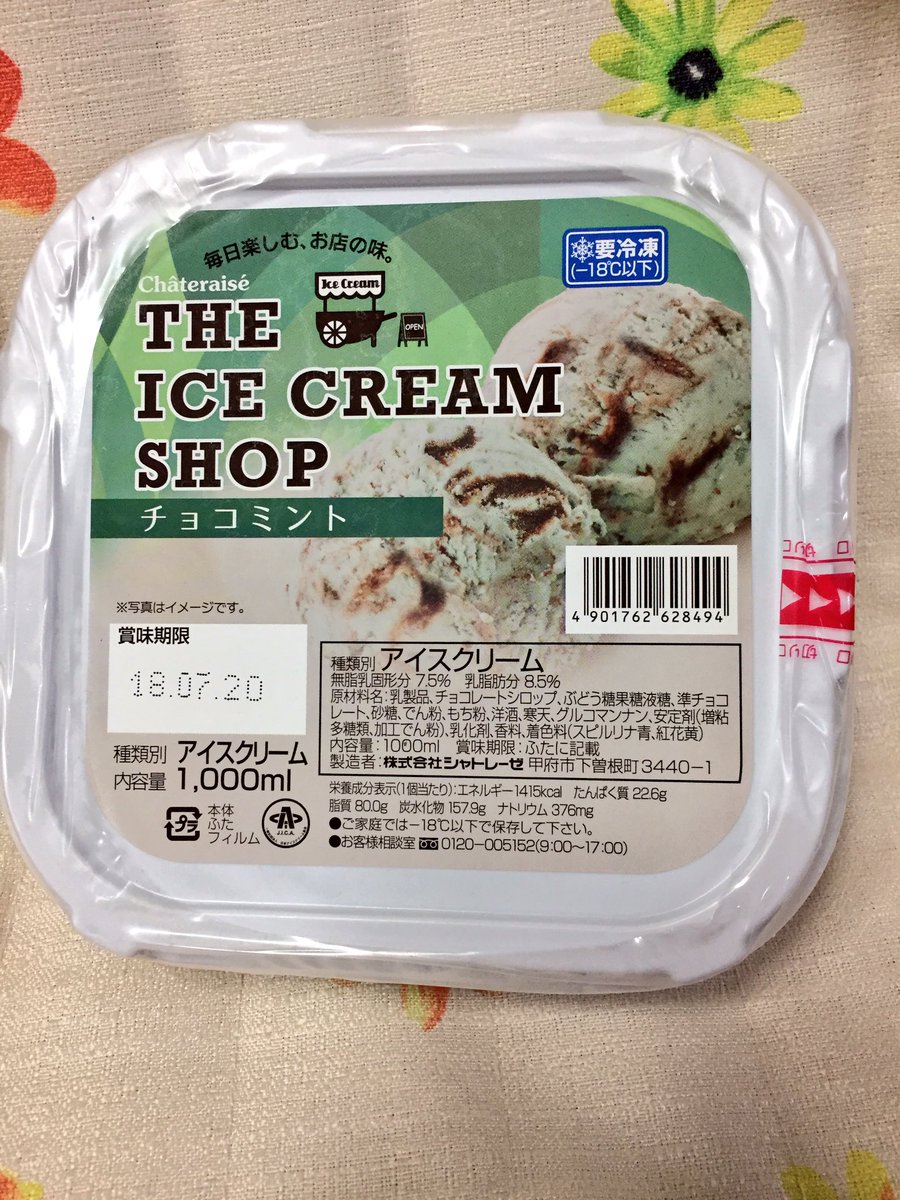 毎日楽しむ、お店の味。
Châteraisé
Ice Cream
OPEN
THE
ICE CREAM
SHOP
チョコミント
要冷凍
(-18℃以下)
4 901762 628494
※写真はイメージです。
賞味期限
18.07.20
種類別 アイスクリーム
内容量 1,000ml
プラ
本体
ふた
フィルム
J.I.C.A.
種類別 アイスクリーム
無脂乳固形分 7.5% 乳脂肪分 8.5%
原材料名:乳製品、チョコレートシロップ、ぶどう糖果糖液糖、準チョコ
レート、砂糖、でん粉、もち粉、洋酒、寒天、グルコマンナン、安定剤(増粘
多糖類、加工でん粉)、乳化剤、香料、着色料(スピルリナ青、紅花黄)
内容量:1000ml 賞味期限:ふたに記載
製造者:株式会社シャトレーゼ 甲府市下曽根町3440-1
栄養成分表示(1個当たり):エネルギー1415kcal たんぱく質 22.6g
脂質 80.0g 炭水化物 157.9g ナトリウム 376mg
●ご家庭では-18℃以下で保存して下さい。
●お客様相談室 0120-005152(9:00～17:00)